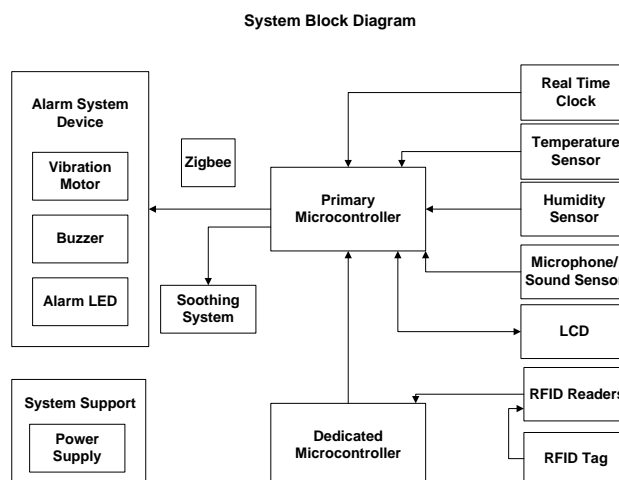 System Block Diagram
Alarm System
Device
Vibration
Motor
Buzzer
Alarm LED
Zigbee
Primary
Microcontroller
Soothing
System
Real Time
Clock
Temperature
Sensor
Humidity
Sensor
Microphone/
Sound Sensor
LCD
System Support
Power
Supply
Dedicated
Microcontroller
RFID Readers
RFID Tag